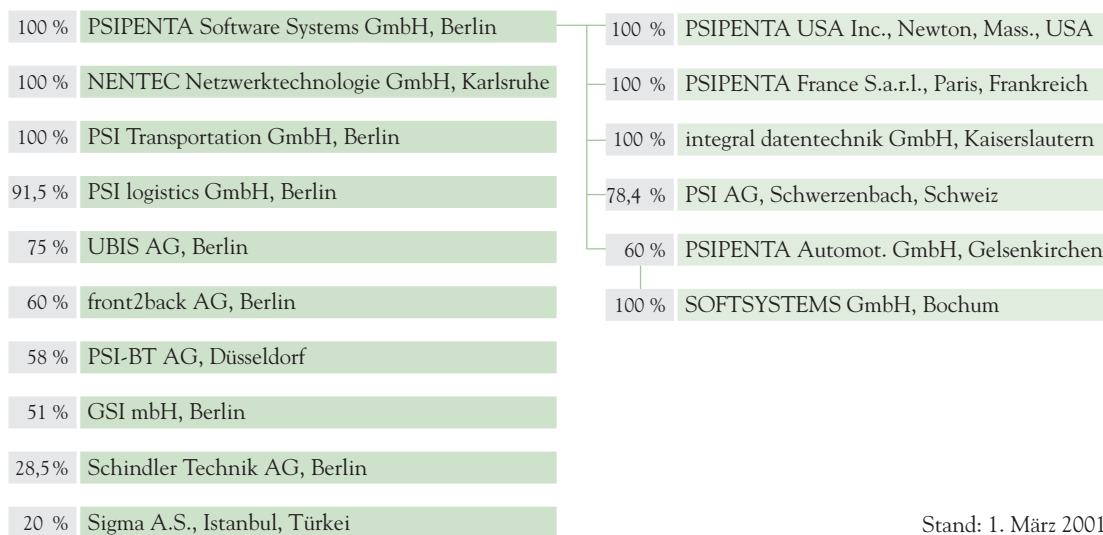 100 % PSIPENTA Software Systems GmbH, Berlin
100 % NENTEC Netzwerktechnologie GmbH, Karlsruhe
100 % PSI Transportation GmbH, Berlin
91,5 % PSI logistics GmbH, Berlin
75 % UBIS AG, Berlin
60 % front2back AG, Berlin
58 % PSI-BT AG, Düsseldorf
51 % GSI mbH, Berlin
28,5 % Schindler Technik AG, Berlin
20 % Sigma A.S., Istanbul, Türkei
100 % PSIPENTA USA Inc., Newton, Mass., USA
100 % PSIPENTA France S.a.r.l., Paris, Frankreich
100 % integral datentechnik GmbH, Kaiserslautern
78,4 % PSI AG, Schwerzenbach, Schweiz
60 % PSIPENTA Automot. GmbH, Gelsenkirchen
100 % SOFTSYSTEMS GmbH, Bochum
Stand: 1. März 2001